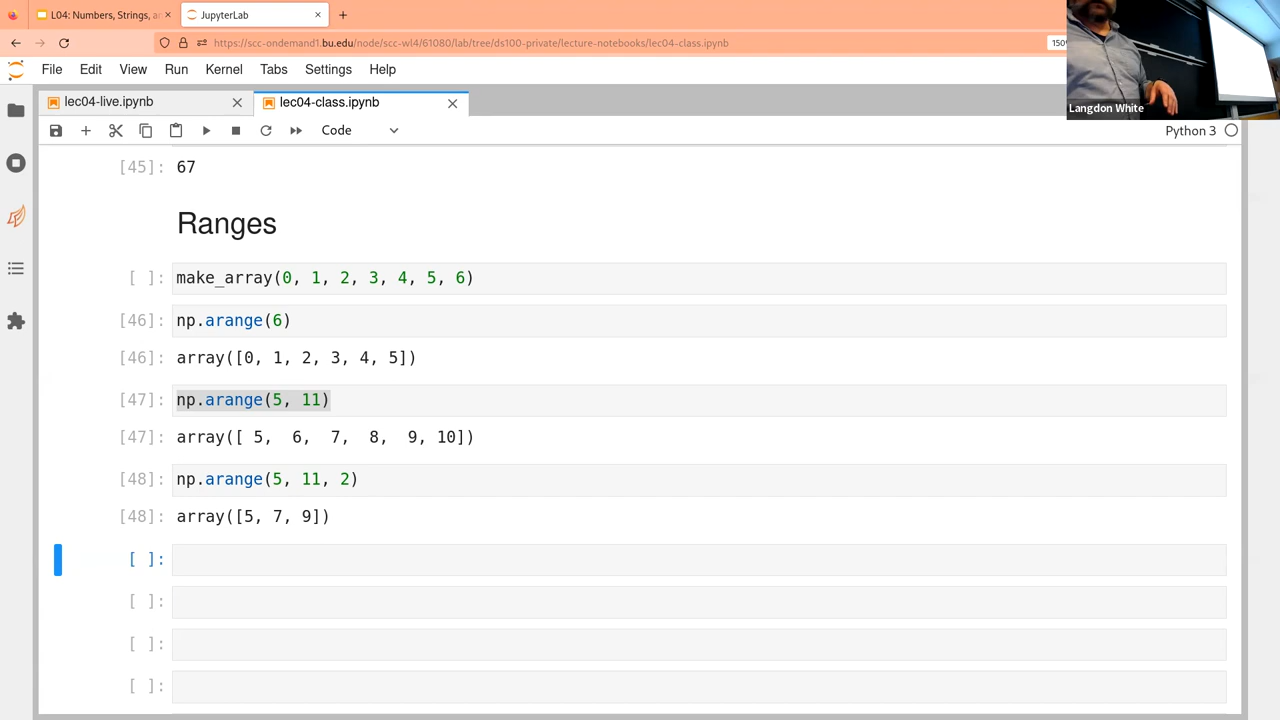 L04: Numbers, Strings, a
JupyterLab
https://scc-ondemand1.bu.edu/node/scc-wl4/61080/lab/tree/ds100-private/lecture-notebooks/lec04-class.ipynb
150
File Edit View Run Kernel Tabs Settings Help
Langdon White
lec04-live.ipynb
lec04-class.ipynb
Code
Python 3
[45]: 67
Ranges
[ ]: make_array(0, 1, 2, 3, 4, 5, 6)
[46]: np.arange(6)
[46]: array([0, 1, 2, 3, 4, 5])
[47]: np.arange(5, 11)
[47]: array([ 5,  6,  7,  8,  9, 10])
[48]: np.arange(5, 11, 2)
[48]: array([5, 7, 9])
[ ]:
[ ]:
[ ]:
[ ]: